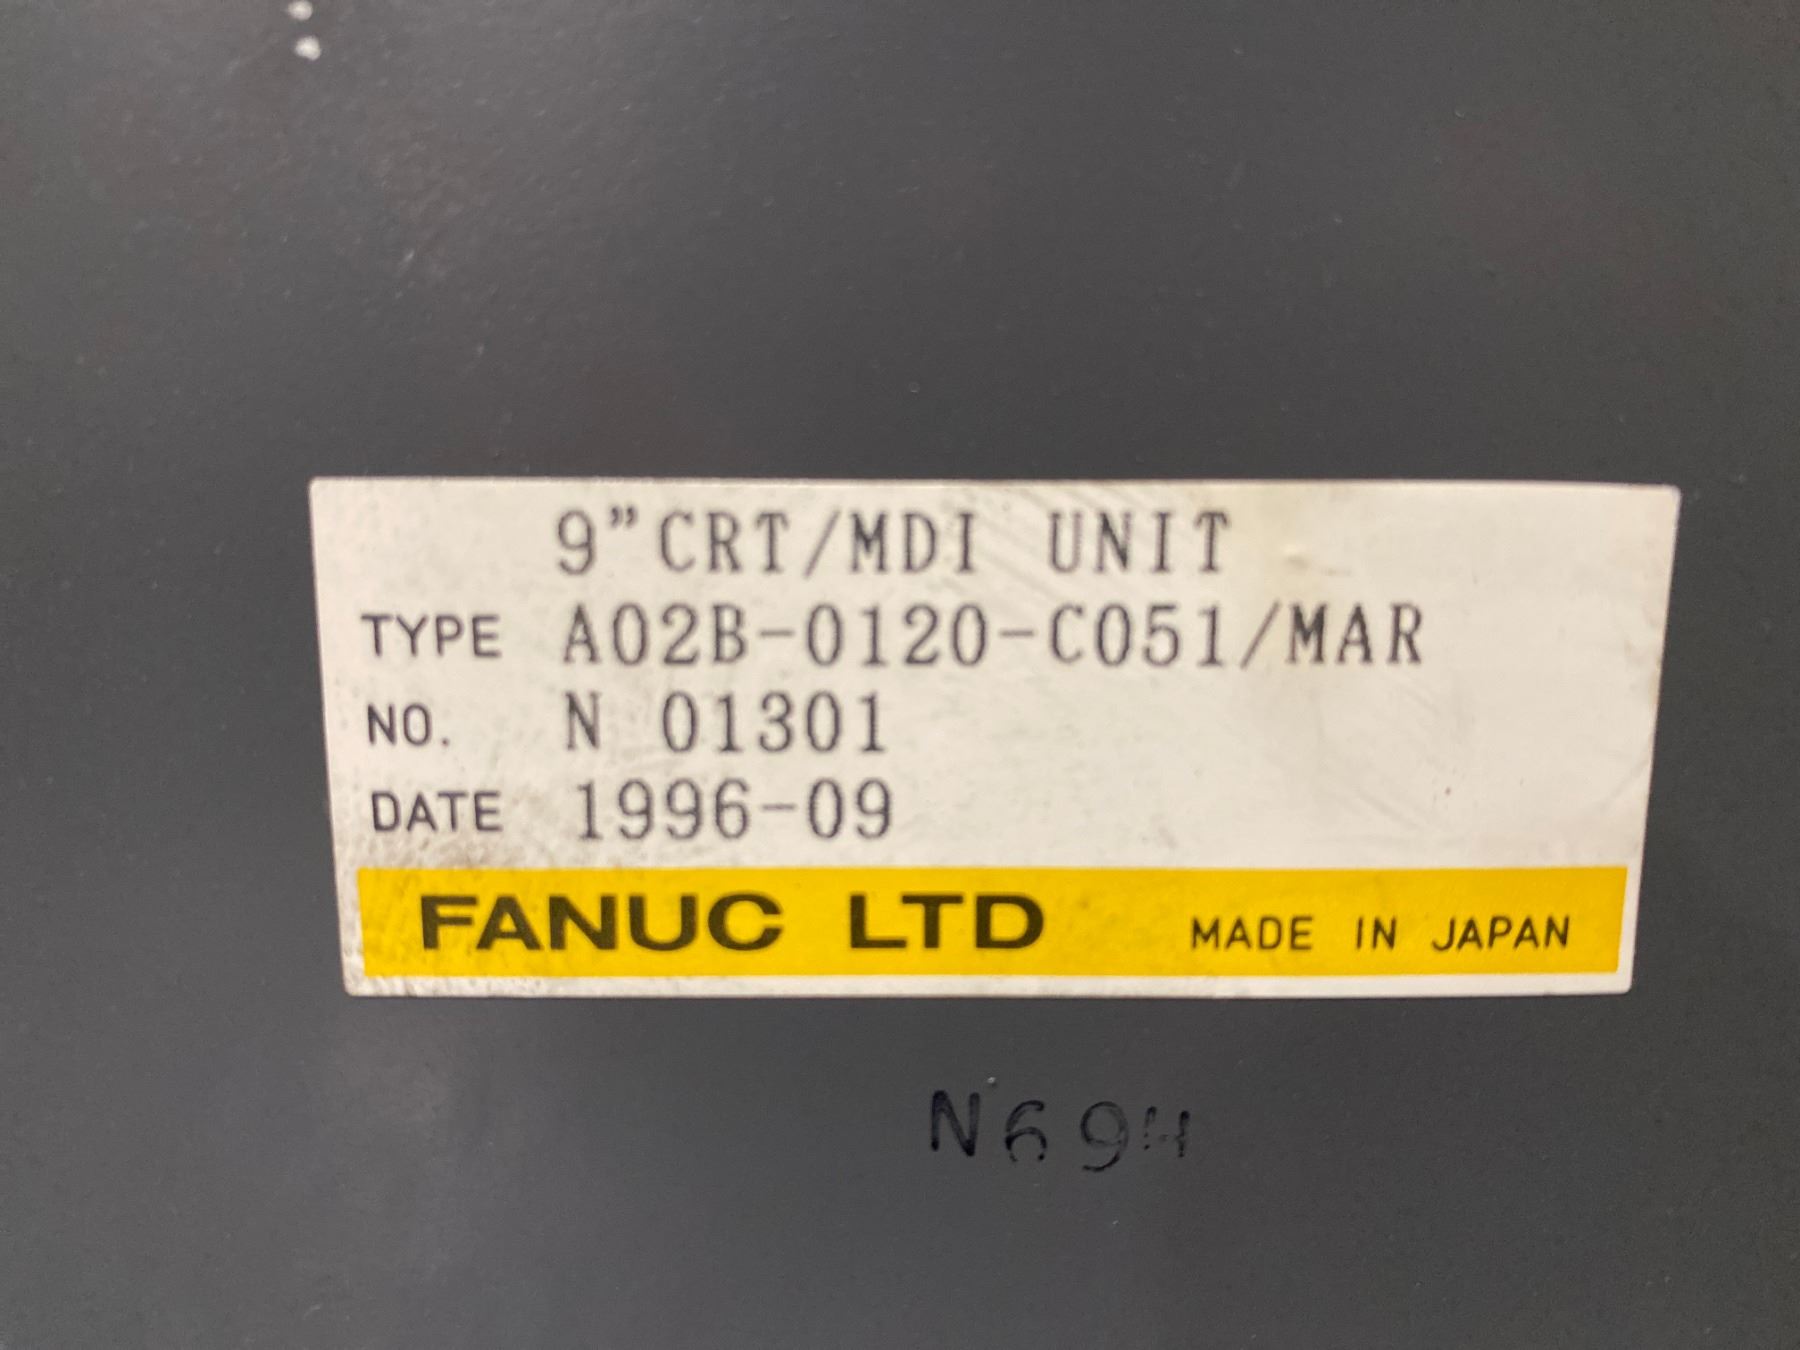 9"CRT/MDI UNIT
TYPE A02B-0120-C051/MAR
NO. N 01301
DATE 1996-09
FANUC LTD MADE IN JAPAN